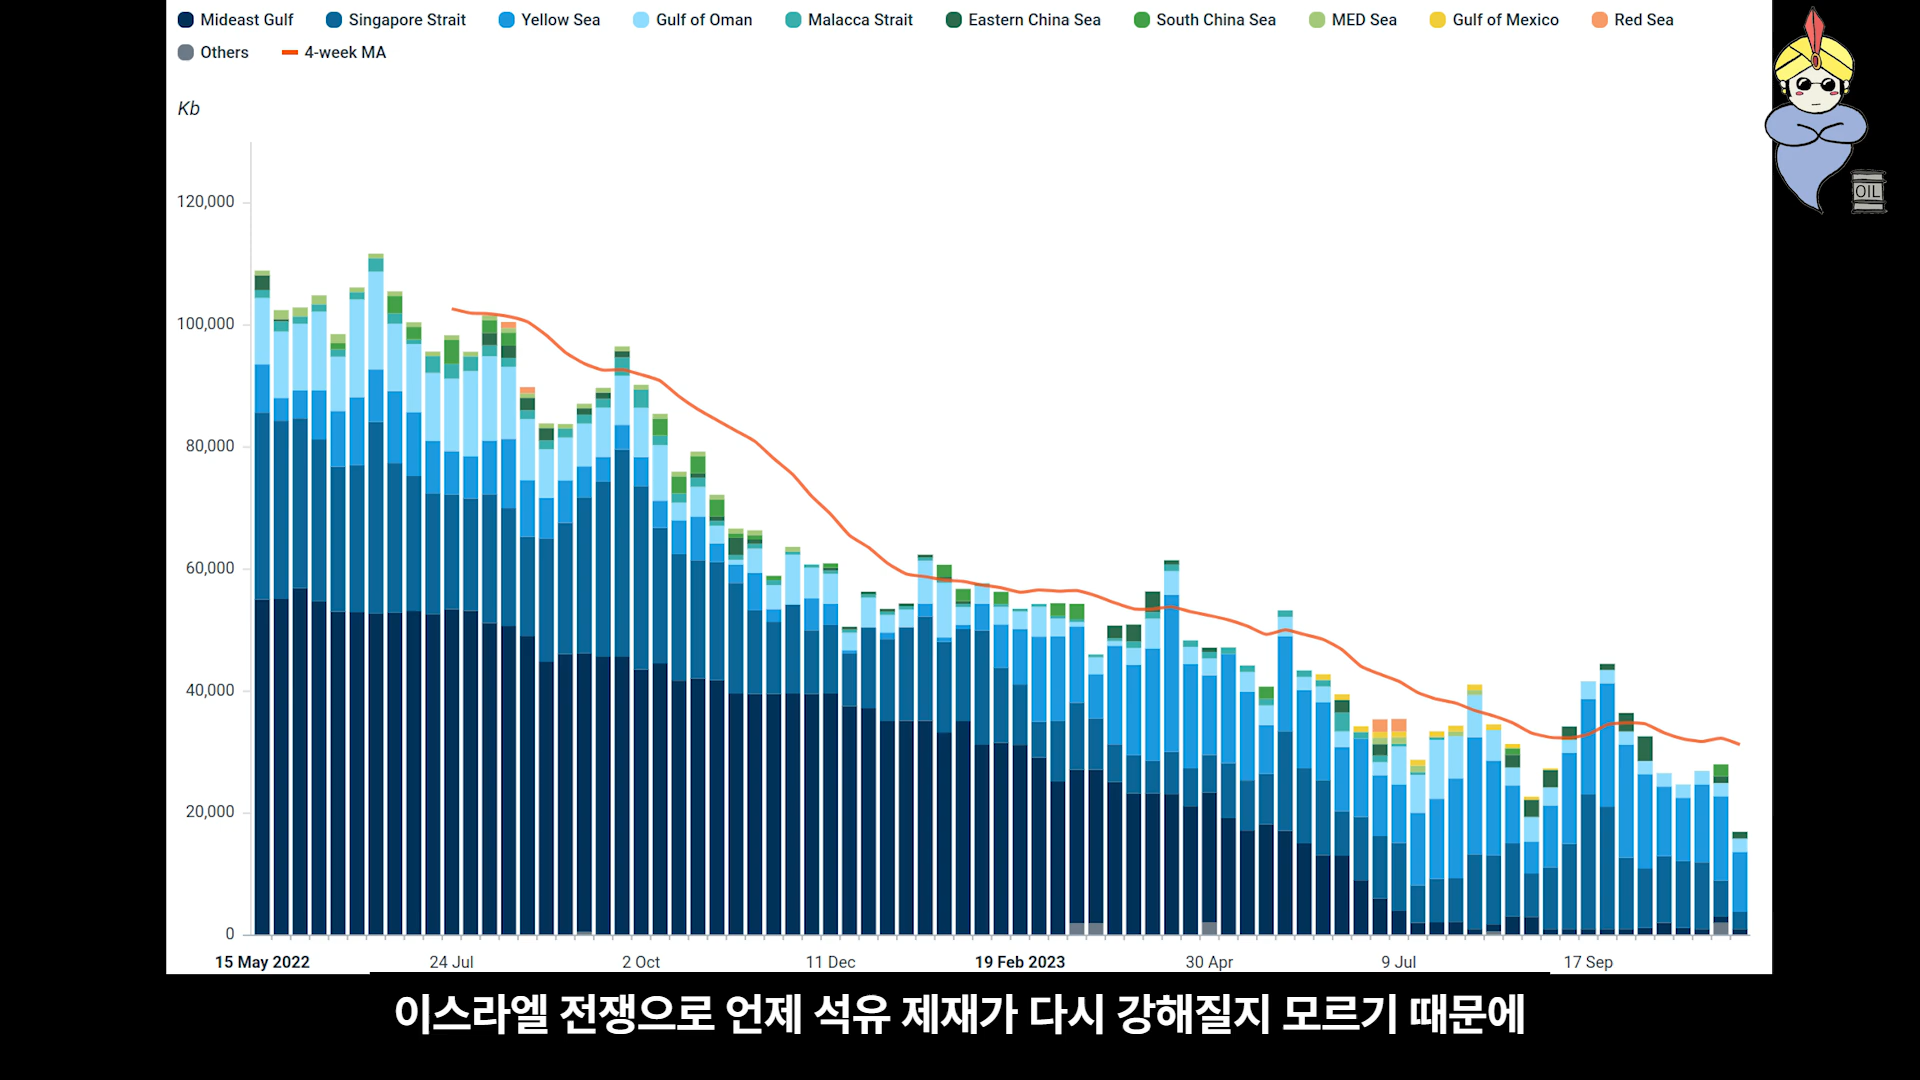 Mideast Gulf Singapore Strait Yellow Sea Gulf of Oman Malacca Strait Eastern China Sea South China Sea MED Sea Gulf of Mexico Red Sea
Others 4-week MA
Kb
120,000
100,000
80,000
60,000
40,000
20,000
0
15 May 2022 24 Jul 2 Oct 11 Dec 19 Feb 2023 30 Apr 9 Jul 17 Sep
OIL
이스라엘 전쟁으로 언제 석유 제재가 다시 강해질지 모르기 때문에